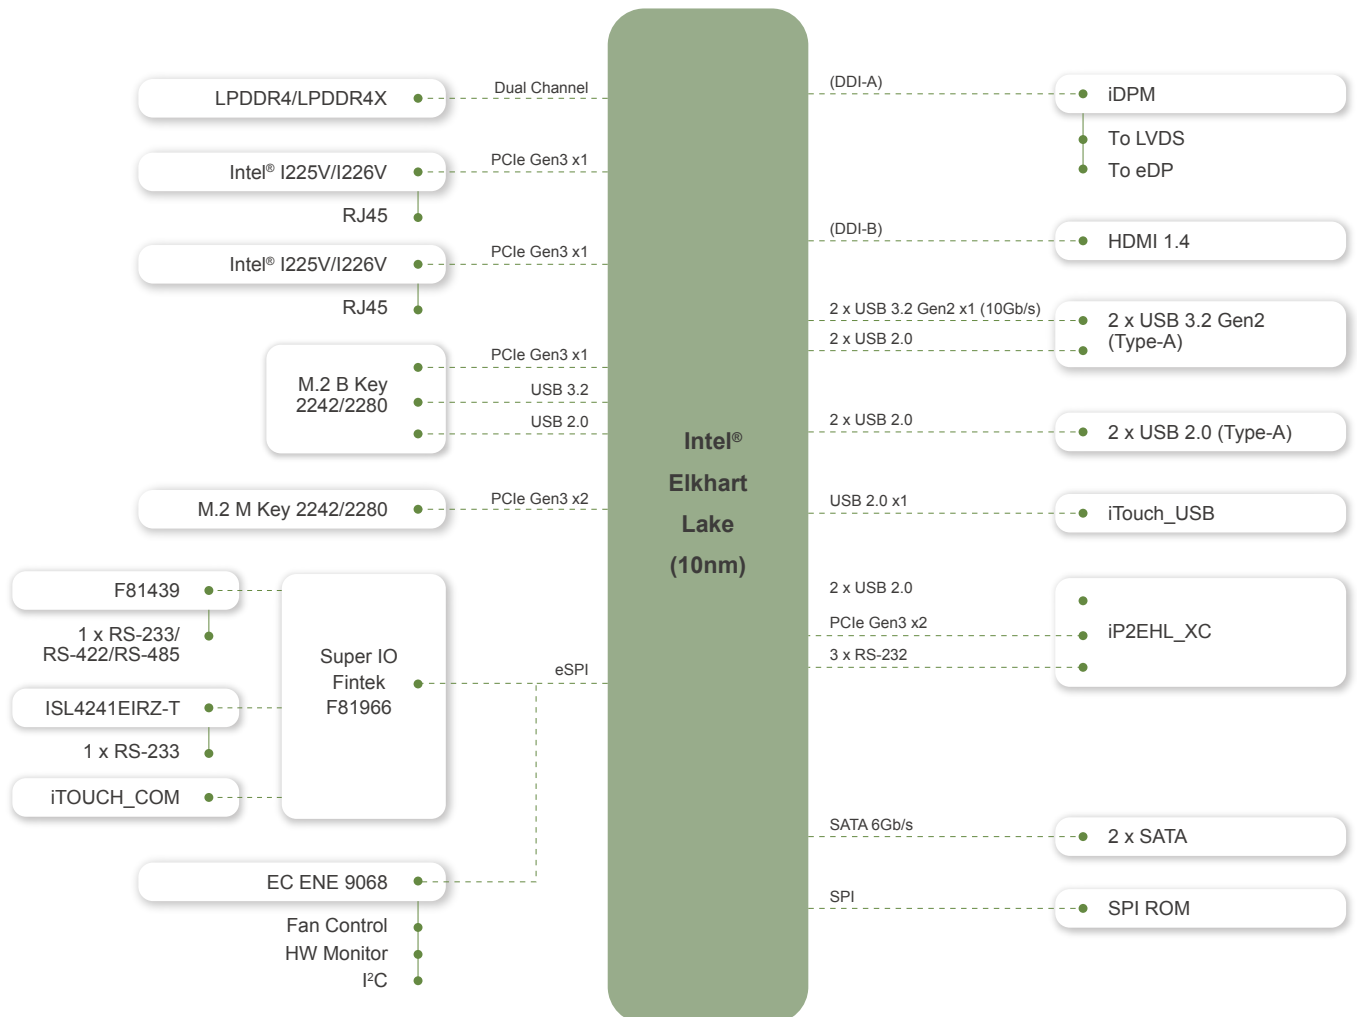 Dual Channel
LPDDR4/LPDDR4X
PCIe Gen3 x1
Intel® I225V/I226V
RJ45
PCIe Gen3 x1
Intel® I225V/I226V
RJ45
PCIe Gen3 x1
USB 3.2
USB 2.0
M.2 B Key
2242/2280
PCIe Gen3 x2
M.2 M Key 2242/2280
F81439
1 x RS-233/
RS-422/RS-485
ISL4241EIRZ-T
1 x RS-233
iTOUCH_COM
Super IO
Fintek
F81966
eSPI
EC ENE 9068
Fan Control
HW Monitor
I²C
Intel®
Elkhart
Lake
(10nm)
(DDI-A)
iDPM
To LVDS
To eDP
(DDI-B)
HDMI 1.4
2 x USB 3.2 Gen2 x1 (10Gb/s)
2 x USB 2.0
2 x USB 3.2 Gen2
(Type-A)
2 x USB 2.0
2 x USB 2.0 (Type-A)
USB 2.0 x1
iTouch_USB
2 x USB 2.0
PCIe Gen3 x2
3 x RS-232
iP2EHL_XC
SATA 6Gb/s
2 x SATA
SPI
SPI ROM